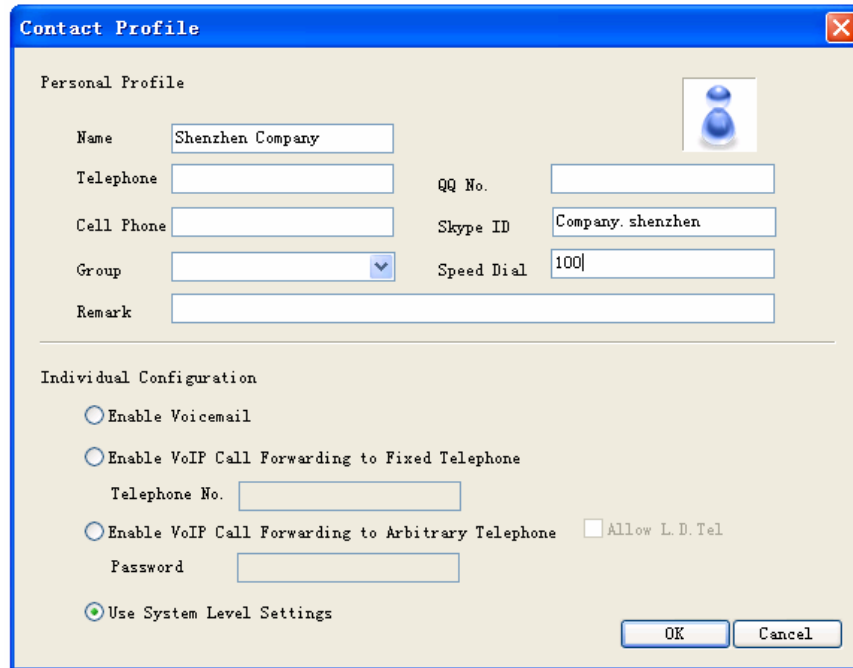 Contact Profile
Personal Profile
Name Shenzhen Company
Telephone QQ No.
Cell Phone Skype ID Company.shenzhen
Group Speed Dial 100
Remark
Individual Configuration
Enable Voicemail
Enable VoIP Call Forwarding to Fixed Telephone
Telephone No.
Enable VoIP Call Forwarding to Arbitrary Telephone Allow L.D.Tel
Password
Use System Level Settings
OK Cancel